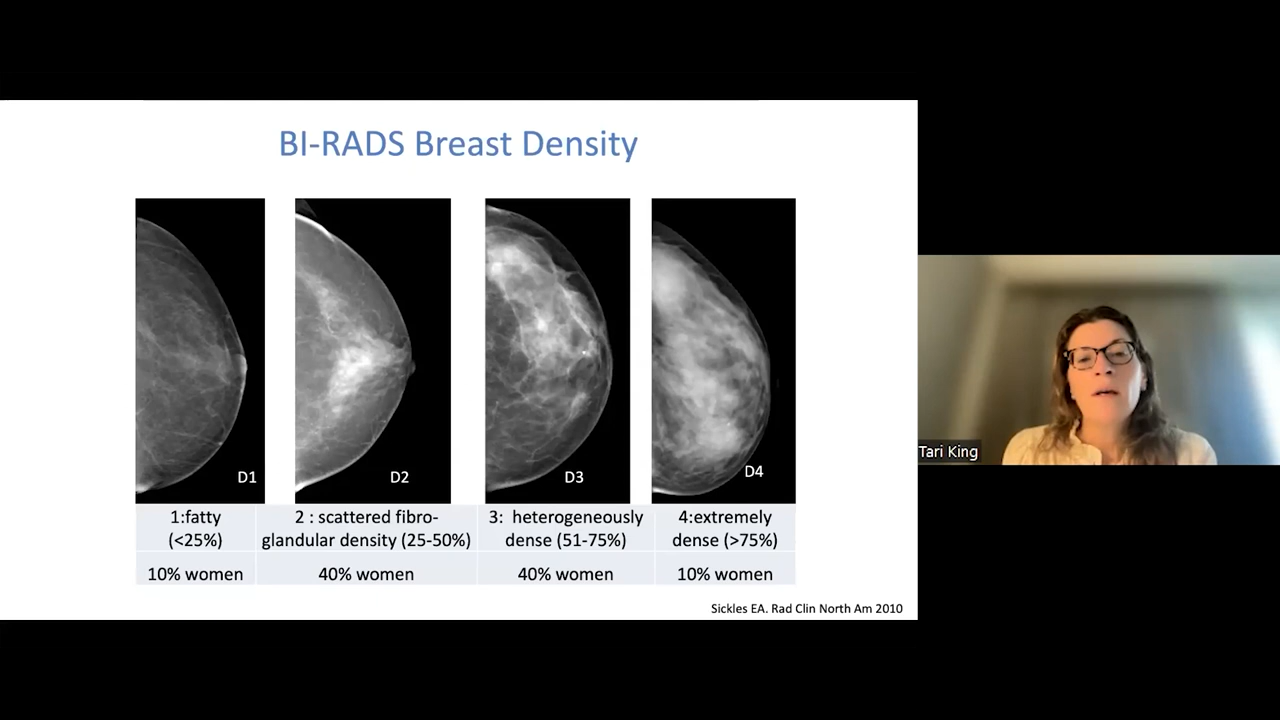 BI-RADS Breast Density
D1
D2
D3
D4
1:fatty
(<25%)
2 : scattered fibro-
glandular density (25-50%)
3:  heterogeneously
dense (51-75%)
4:extremely
dense (>75%)
10% women
40% women
40% women
10% women
Sickles EA. Rad Clin North Am 2010
Tari King